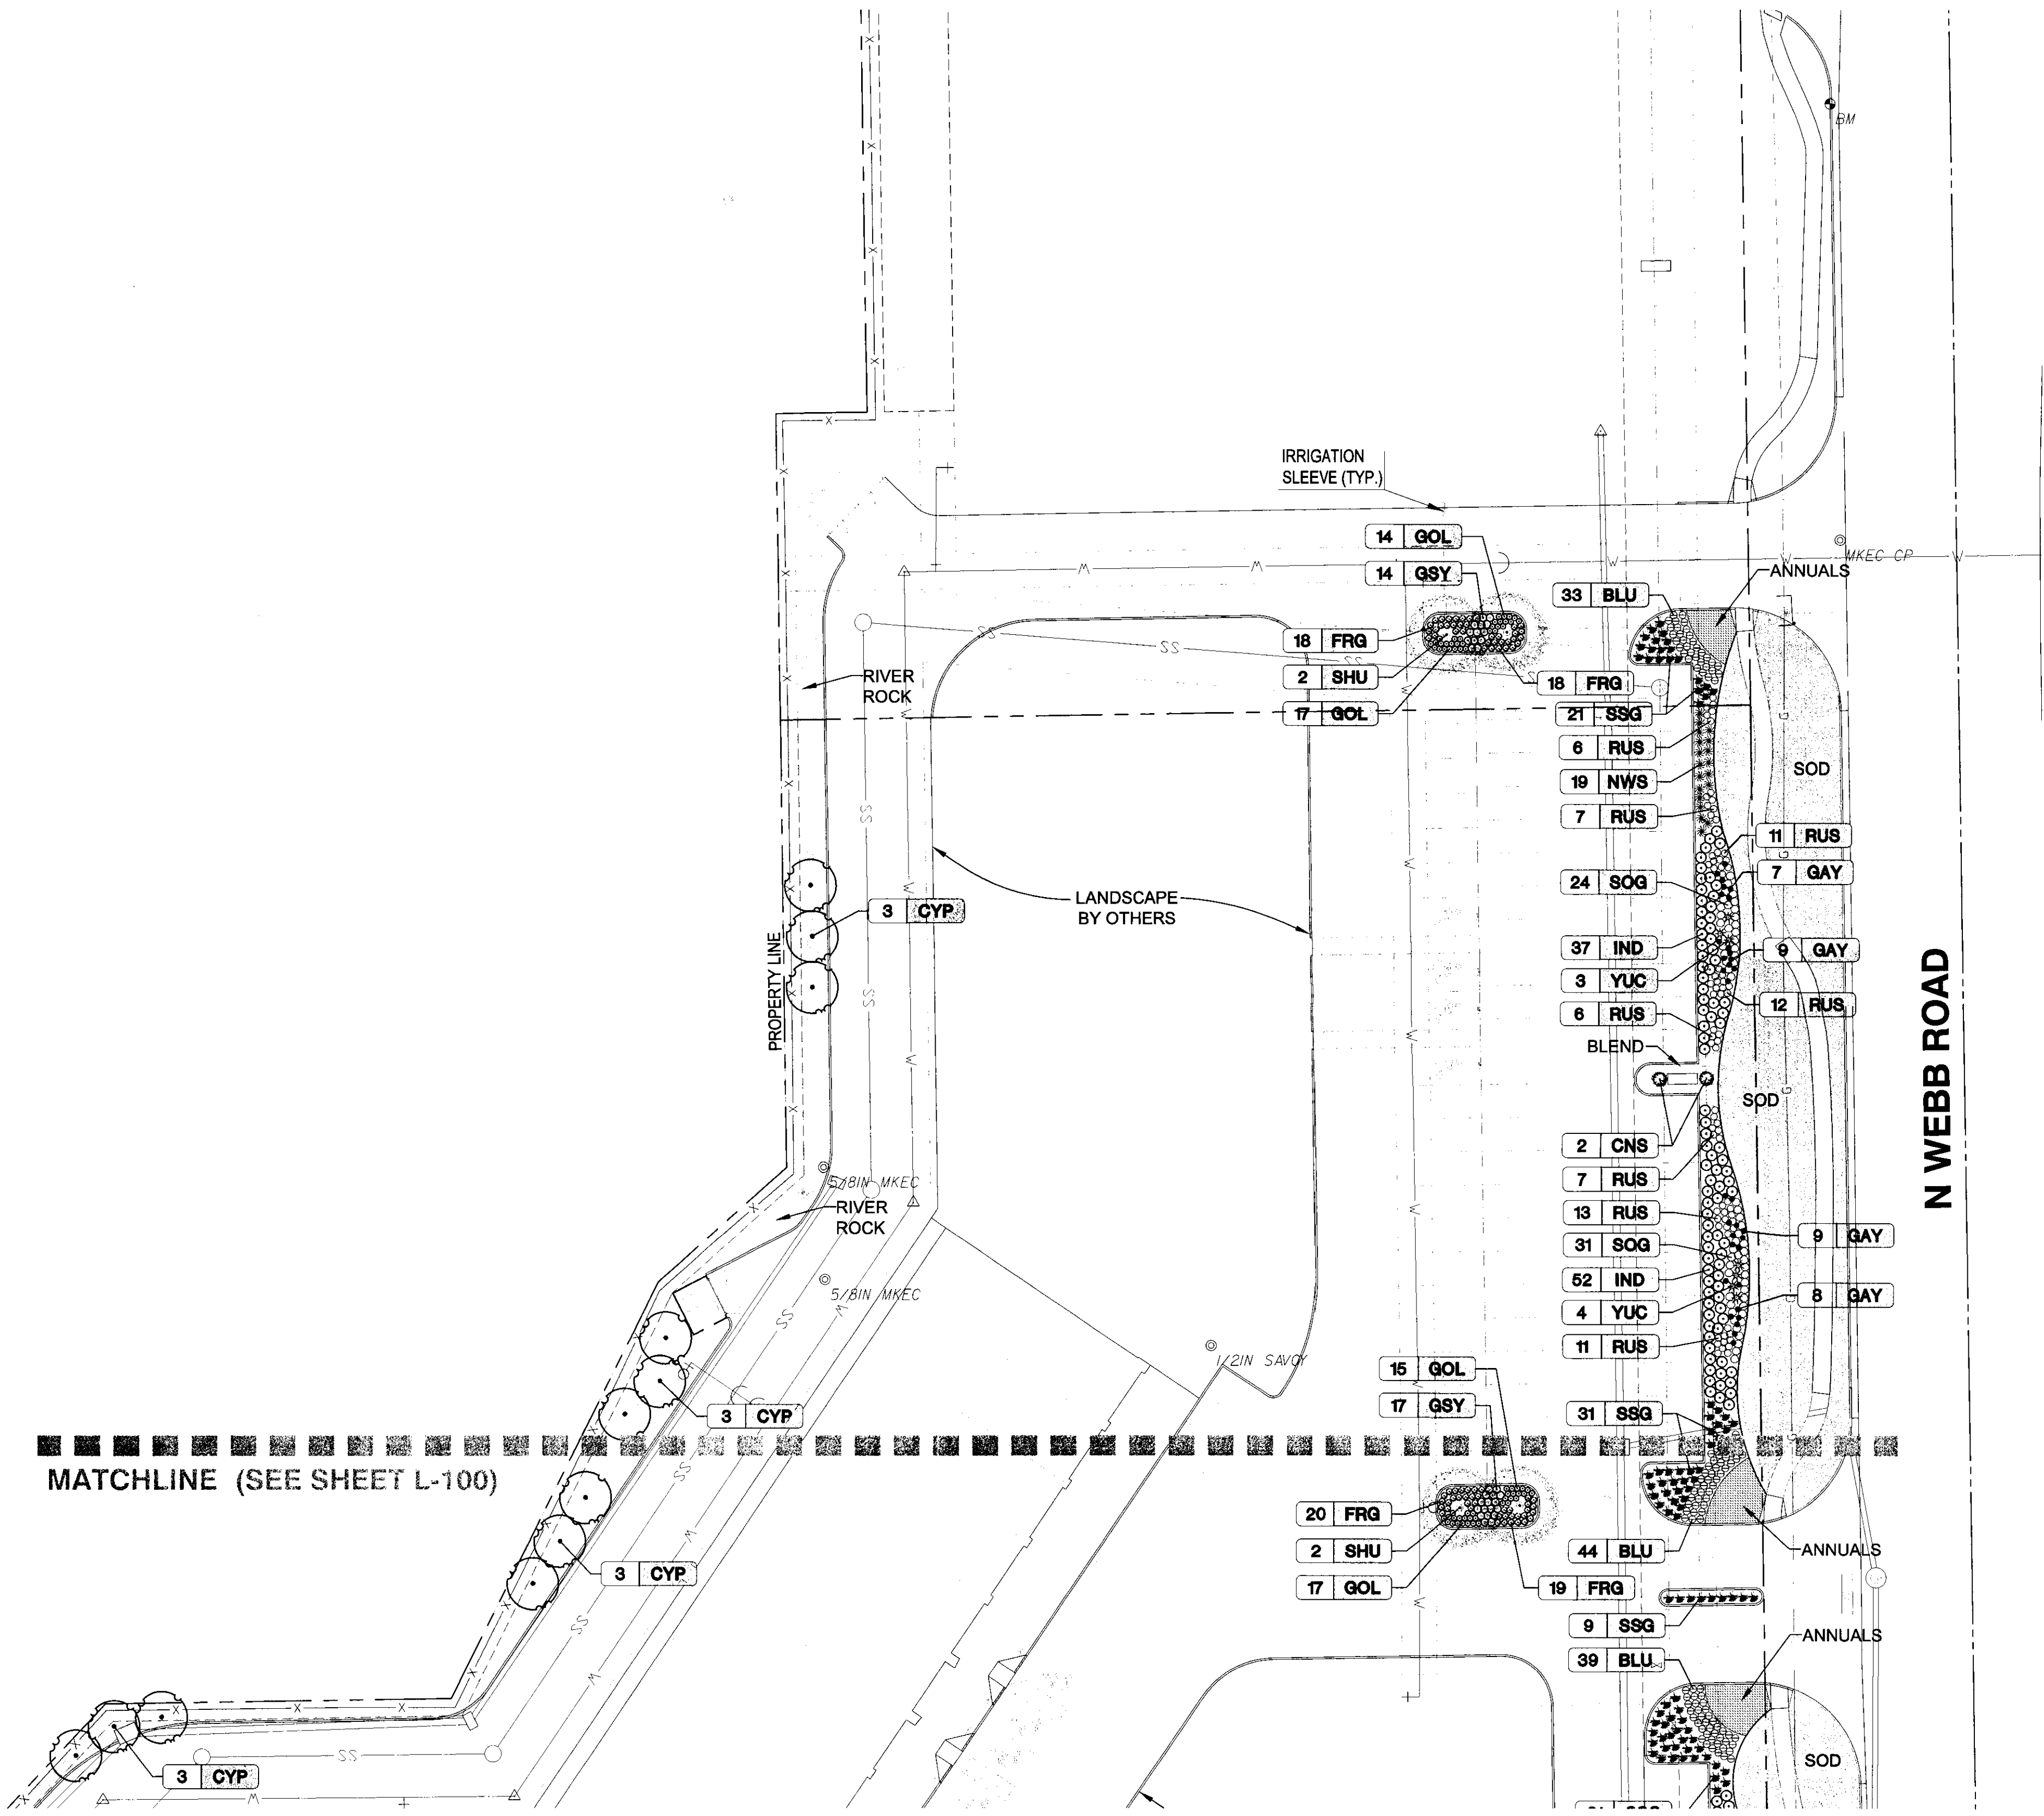 BM
IRRIGATION
SLEEVE (TYP.)
14 GOL
MKEC CP
14 GSY
ANNUALS
33 BLU
18 FRG
RIVER
ROCK
2 SHU
18 FRG
17 GOL
21 SSG
6 RUS
SOD
19 NWS
7 RUS
11 RUS
7 GAY
24 SOG
LANDSCAPE
BY OTHERS
3 CYP
PROPERTY LINE
37 IND
9 GAY
3 YUC
12 RUS
6 RUS
BLEND
N WEBB ROAD
SOD
2 CNS
7 RUS
5/8IN MKEC
RIVER
ROCK
13 RUS
9 GAY
31 SOG
52 IND
5/8IN MKEC
8 GAY
4 YUC
11 RUS
1/2IN SAVOY
15 GOL
17 GSY
3 CYP
31 SSG
MATCHLINE (SEE SHEET L-100)
20 FRG
2 SHU
44 BLU
ANNUALS
3 CYP
17 GOL
19 FRG
9 SSG
ANNUALS
39 BLU
SOD
3 CYP
X
SS
W
G